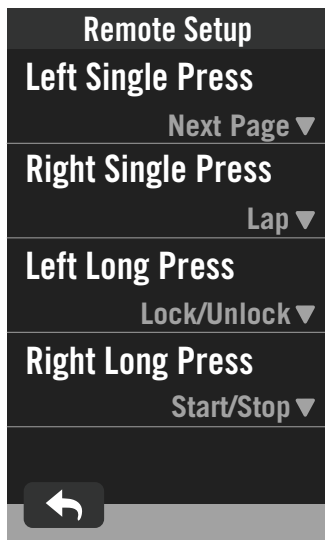 Remote Setup
Left Single Press
Next Page
Right Single Press
Lap
Left Long Press
Lock/Unlock
Right Long Press
Start/Stop